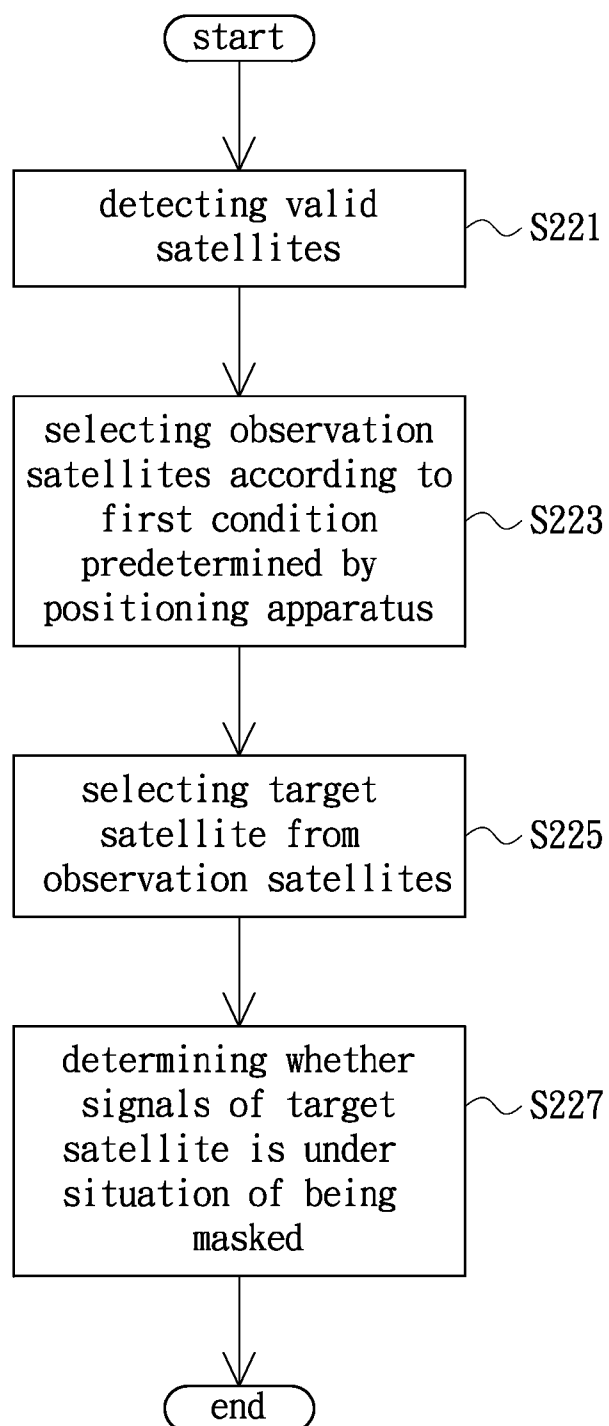 start
detecting valid
satellites
S221
selecting observation
satellites according to
first condition
predetermined by
positioning apparatus
S223
selecting target
satellite from
observation satellites
S225
determining whether
signals of target
satellite is under
situation of being
masked
S227
end